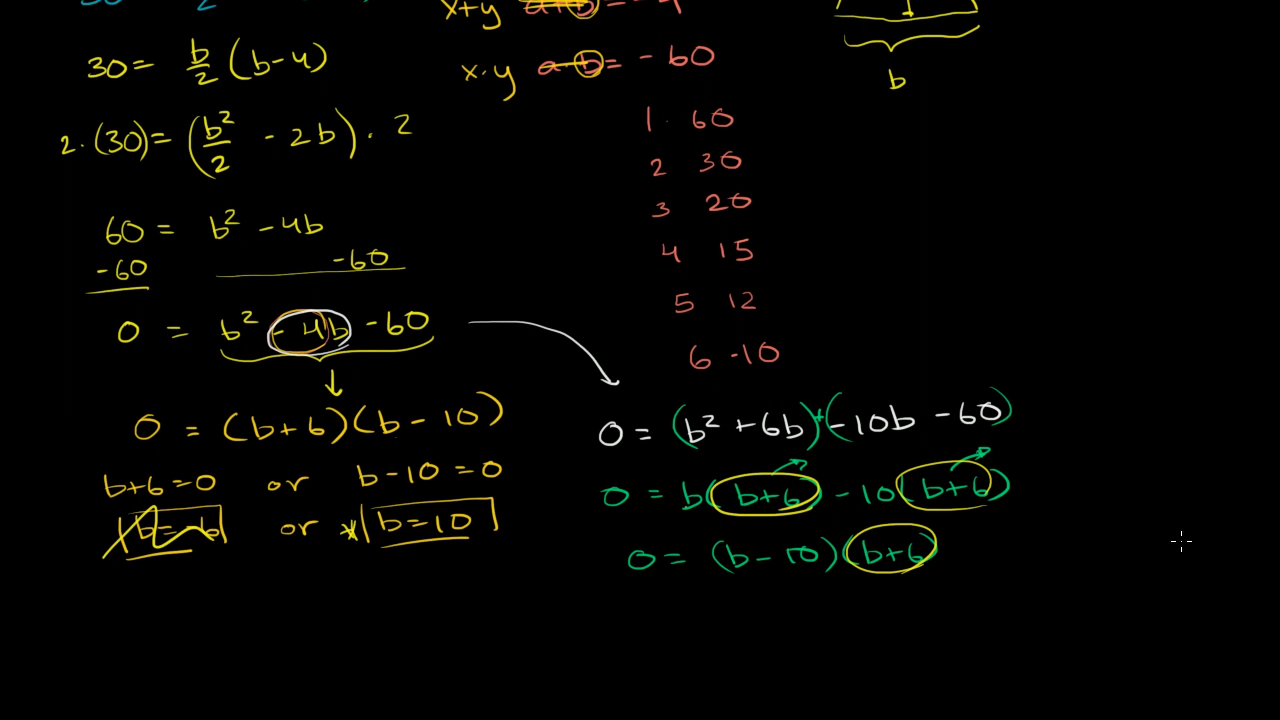 x+y a+b = -4
30 = b/2 (b-4)
x·y a·b = -60
b
2·(30) = (b²/2 - 2b)·2
1 · 60
2 30
3 20
4 15
5 12
6 -10
60 = b² - 4b
-60 -60
0 = b² - 4b - 60
0 = (b+6)(b-10)
b+6=0 or b-10=0
b=-6 or * b=10
0 = (b² + 6b) + (-10b - 60)
0 = b(b+6) - 10(b+6)
0 = (b-10)(b+6)